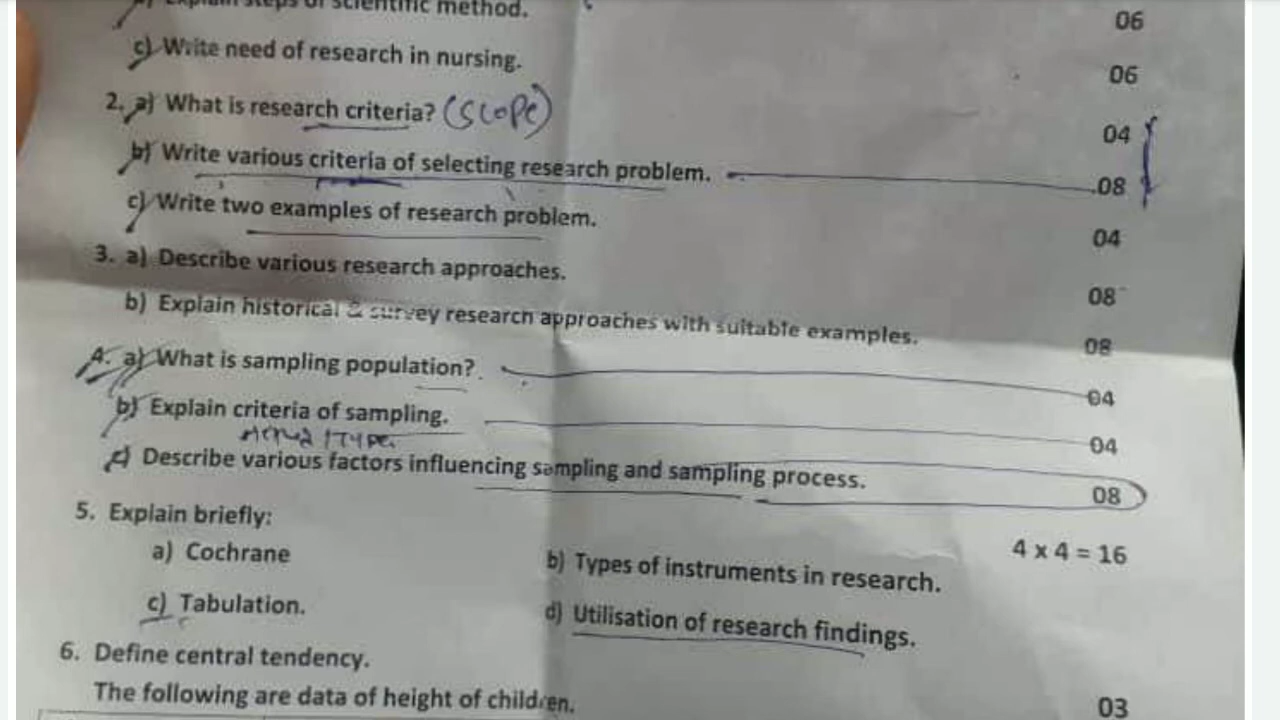 Explain steps of scientific method.
06
c) Write need of research in nursing.
06
2. a) What is research criteria? (scope)
04
b) Write various criteria of selecting research problem.
08
c) Write two examples of research problem.
04
3. a) Describe various research approaches.
08
b) Explain historical & survey research approaches with suitable examples.
08
4. a) What is sampling population?
04
b) Explain criteria of sampling.
04
Describe various factors influencing sampling and sampling process.
08
5. Explain briefly:
4 x 4 = 16
a) Cochrane
b) Types of instruments in research.
c) Tabulation.
d) Utilisation of research findings.
6. Define central tendency.
The following are data of height of children.
03